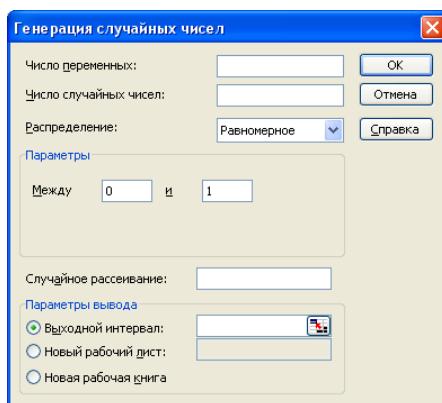 Генерация случайных чисел
Число переменных:
OK
Число случайных чисел:
Отмена
Распределение:
Равномерное
Справка
Параметры
Между 0 и 1
Случайное рассеивание:
Параметры вывода
Выходной интервал:
Новый рабочий лист:
Новая рабочая книга